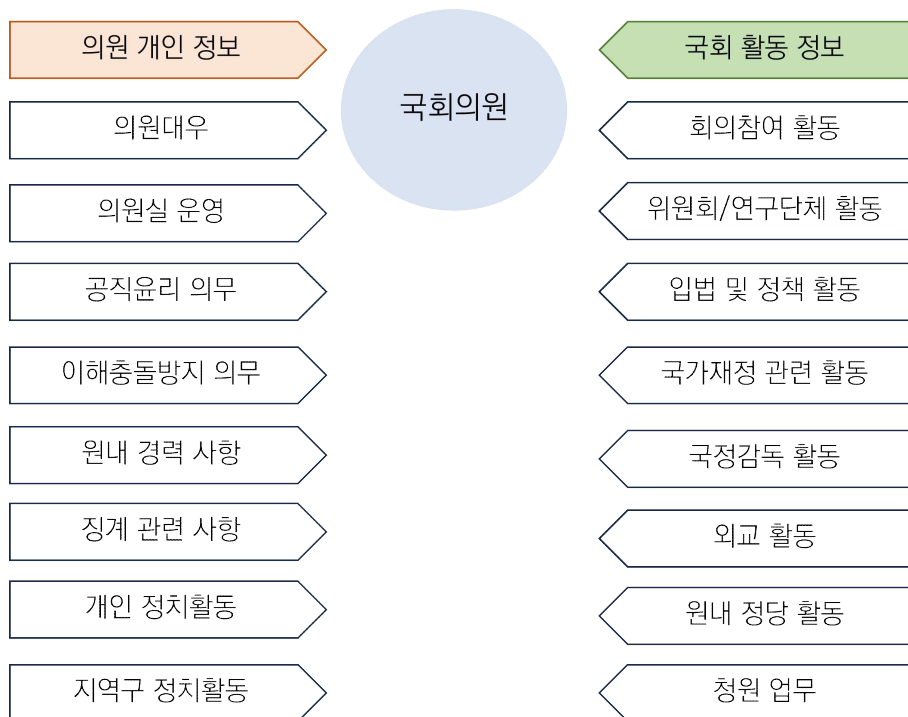 의원 개인 정보
국회의원
국회 활동 정보
의원대우
회의참여 활동
의원실 운영
위원회/연구단체 활동
공직윤리 의무
입법 및 정책 활동
이해충돌방지 의무
국가재정 관련 활동
원내 경력 사항
국정감독 활동
징계 관련 사항
외교 활동
개인 정치활동
원내 정당 활동
지역구 정치활동
청원 업무